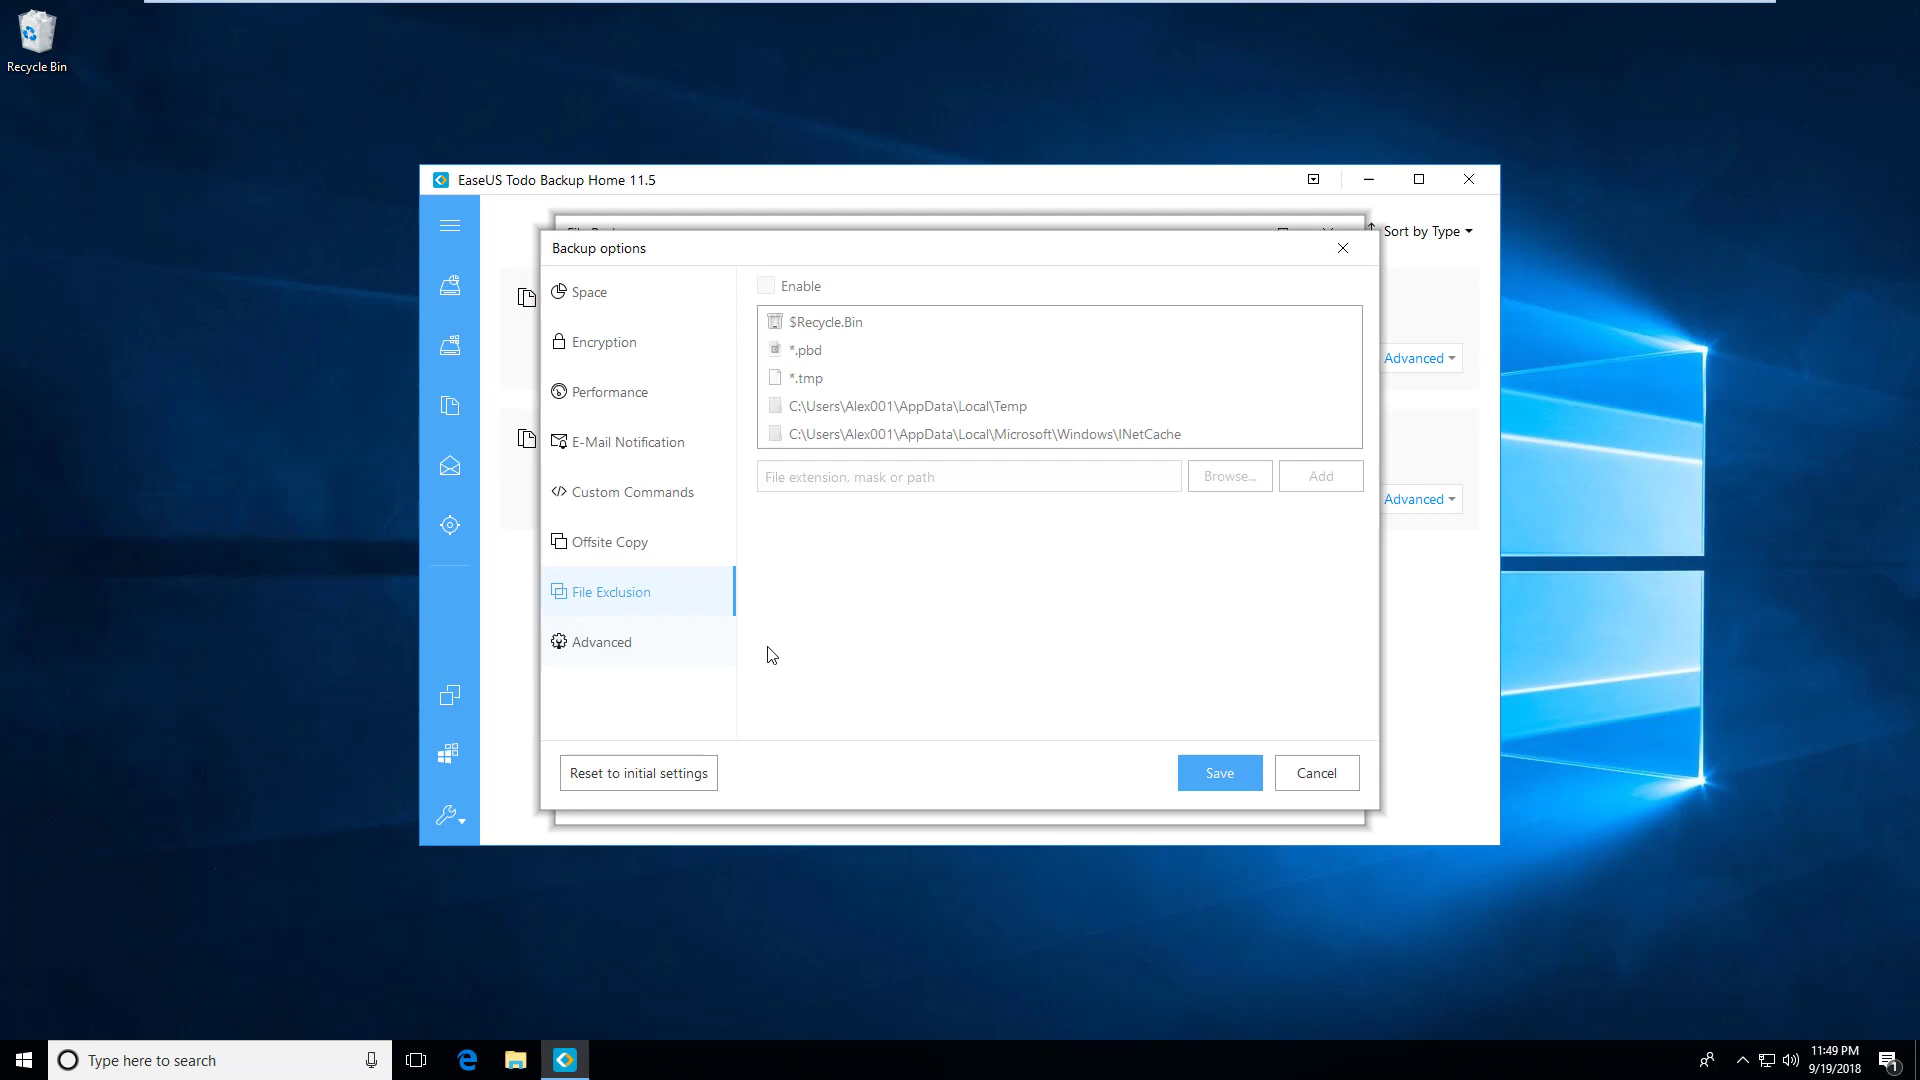 Recycle Bin
EaseUS Todo Backup Home 11.5
Sort by Type
Backup options
Space
Encryption
Performance
E-Mail Notification
Custom Commands
Offsite Copy
File Exclusion
Advanced
Enable
$Recycle.Bin
*.pbd
*.tmp
C:\Users\Alex001\AppData\Local\Temp
C:\Users\Alex001\AppData\Local\Microsoft\Windows\INetCache
File extension, mask or path
Browse...
Add
Advanced
Advanced
Reset to initial settings
Save
Cancel
Type here to search
11:49 PM
9/19/2018
1